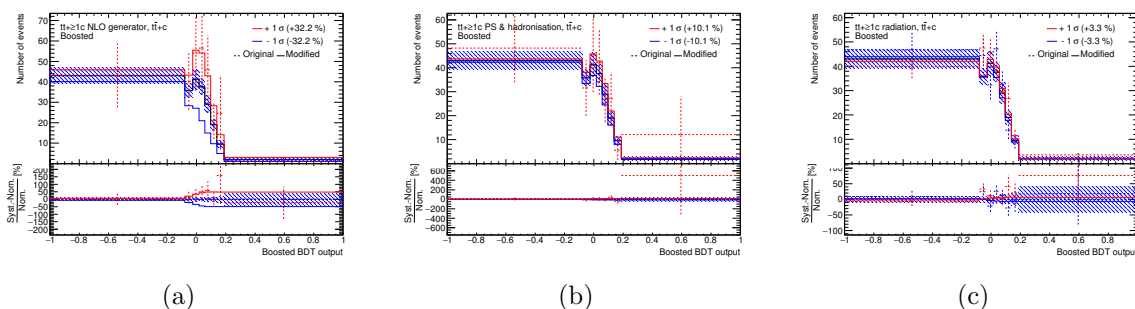 Number of events
70
60
50
40
30
20
10
tt+≥1c NLO generator, tt̄+c
Boosted
+ 1 σ (+32.2 %)
- 1 σ (-32.2 %)
Original Modified
Syst.-Nom. [%]
Nom.
200
150
100
50
0
−50
−100
−150
−200
−1 −0.8 −0.6 −0.4 −0.2 0 0.2 0.4 0.6 0.8 1
Boosted BDT output
(a)
Number of events
60
50
40
30
20
10
tt+≥1c PS & hadronisation, tt̄+c
Boosted
+ 1 σ (+10.1 %)
- 1 σ (-10.1 %)
Original Modified
Syst.-Nom. [%]
Nom.
600
400
200
0
−200
−400
−600
−1 −0.8 −0.6 −0.4 −0.2 0 0.2 0.4 0.6 0.8 1
Boosted BDT output
(b)
Number of events
60
50
40
30
20
10
tt+≥1c radiation, tt̄+c
Boosted
+ 1 σ (+3.3 %)
- 1 σ (-3.3 %)
Original Modified
Syst.-Nom. [%]
Nom.
100
50
0
−50
−100
−1 −0.8 −0.6 −0.4 −0.2 0 0.2 0.4 0.6 0.8 1
Boosted BDT output
(c)